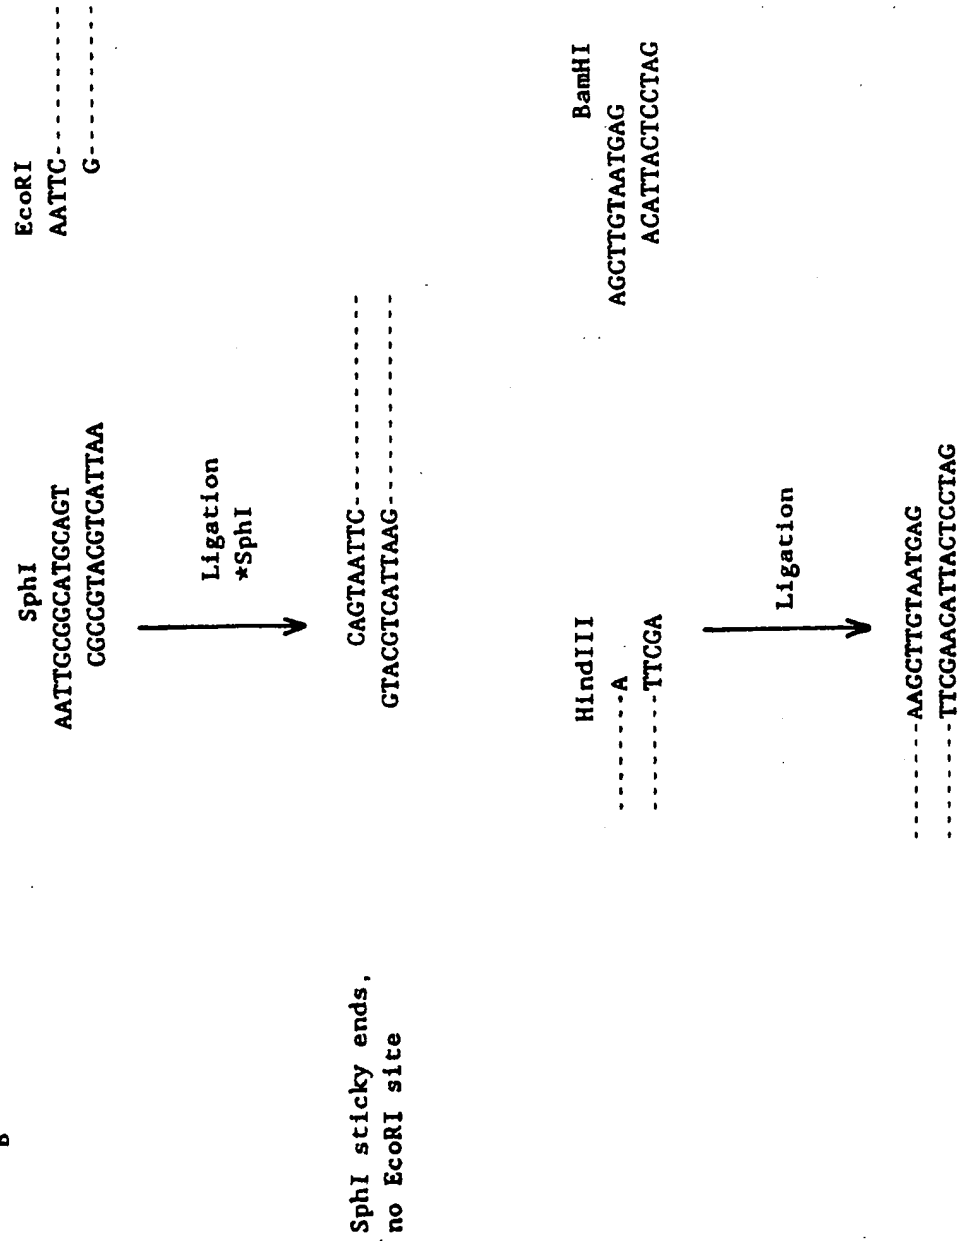 B
SphI EcoRI
AATTGCGGCATGCAGT AATTC----------
CGCCGTACGTCATTAA G----------
Ligation
*SphI
SphI sticky ends, CAGTAATTC--------------
no EcoRI site GTACGTCATTAAG--------------
HindIII BamHI
--------A AGCTTGTAATGAG
--------TTCGA ACATTACTCCTAG
Ligation
--------AAGCTTGTAATGAG
--------TTCGAACATTACTCCTAG